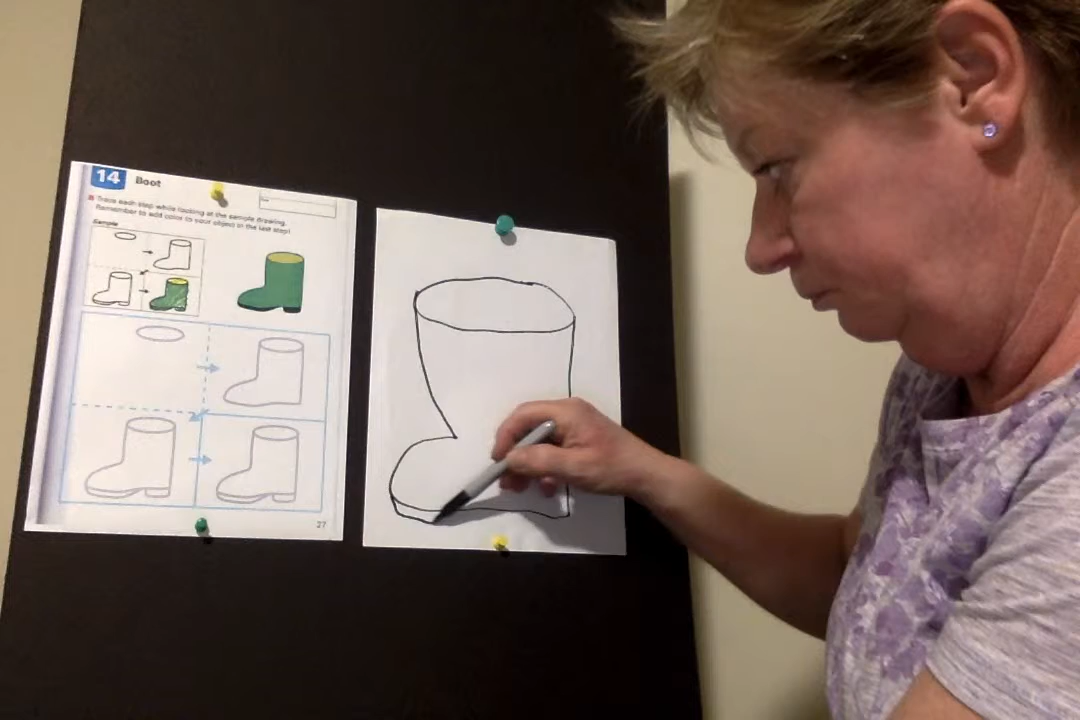 14 Boot
Trace each step while looking at the sample drawing.
Remember to add color to your object in the last step!
Sample
27